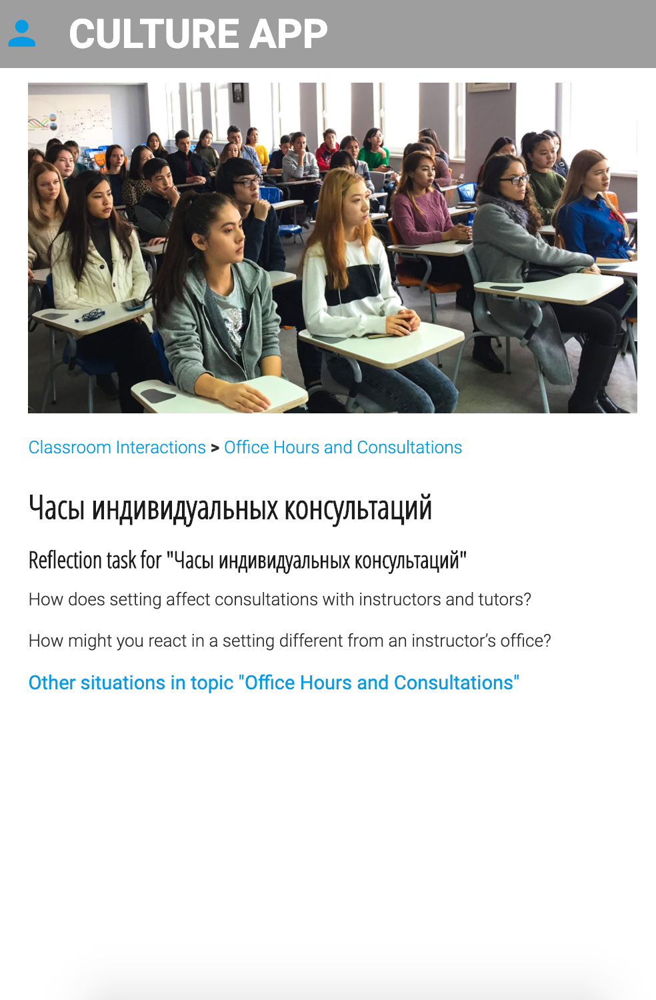 CULTURE APP
Classroom Interactions > Office Hours and Consultations
Часы индивидуальных консультаций
Reflection task for "Часы индивидуальных консультаций"
How does setting affect consultations with instructors and tutors?
How might you react in a setting different from an instructor’s office?
Other situations in topic "Office Hours and Consultations"